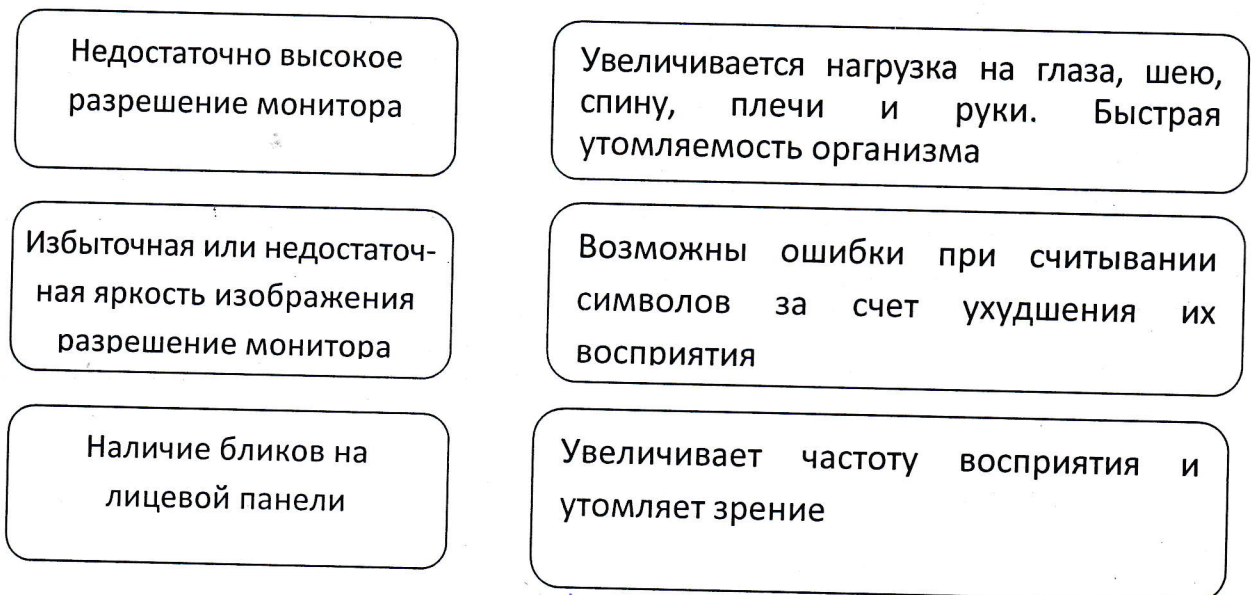 Недостаточно высокое
разрешение монитора
Увеличивается нагрузка на глаза, шею,
спину, плечи и руки. Быстрая
утомляемость организма
Избыточная или недостаточ-
ная яркость изображения
разрешение монитора
Возможны ошибки при считывании
символов за счет ухудшения их
восприятия
Наличие бликов на
лицевой панели
Увеличивает частоту восприятия и
утомляет зрение